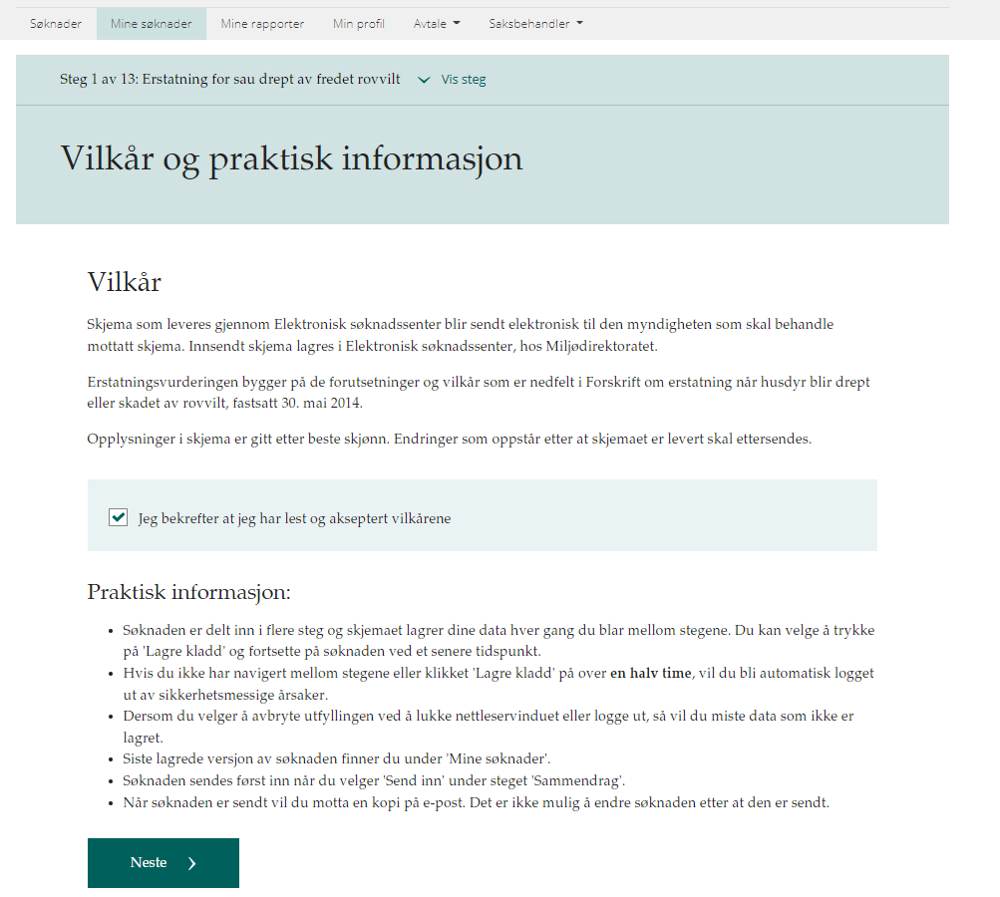 Søknader Mine søknader Mine rapporter Min profil Avtale Saksbehandler
Steg 1 av 13: Erstatning for sau drept av fredet rovvilt Vis steg
Vilkår og praktisk informasjon
Vilkår
Skjema som leveres gjennom Elektronisk søknadssenter blir sendt elektronisk til den myndigheten som skal behandle
mottatt skjema. Innsendt skjema lagres i Elektronisk søknadssenter, hos Miljødirektoratet.
Erstatningsvurderingen bygger på de forutsetninger og vilkår som er nedfelt i Forskrift om erstatning når husdyr blir drept
eller skadet av rovvilt, fastsatt 30. mai 2014.
Opplysninger i skjema er gitt etter beste skjønn. Endringer som oppstår etter at skjemaet er levert skal ettersendes.
Jeg bekrefter at jeg har lest og akseptert vilkårene
Praktisk informasjon:
• Søknaden er delt inn i flere steg og skjemaet lagrer dine data hver gang du blar mellom stegene. Du kan velge å trykke
på 'Lagre kladd' og fortsette på søknaden ved et senere tidspunkt.
• Hvis du ikke har navigert mellom stegene eller klikket 'Lagre kladd' på over en halv time, vil du bli automatisk logget
ut av sikkerhetsmessige årsaker.
• Dersom du velger å avbryte utfyllingen ved å lukke nettleservinduet eller logge ut, så vil du miste data som ikke er
lagret.
• Siste lagrede versjon av søknaden finner du under 'Mine søknader'.
• Søknaden sendes først inn når du velger 'Send inn' under steget 'Sammendrag'.
• Når søknaden er sendt vil du motta en kopi på e-post. Det er ikke mulig å endre søknaden etter at den er sendt.
Neste